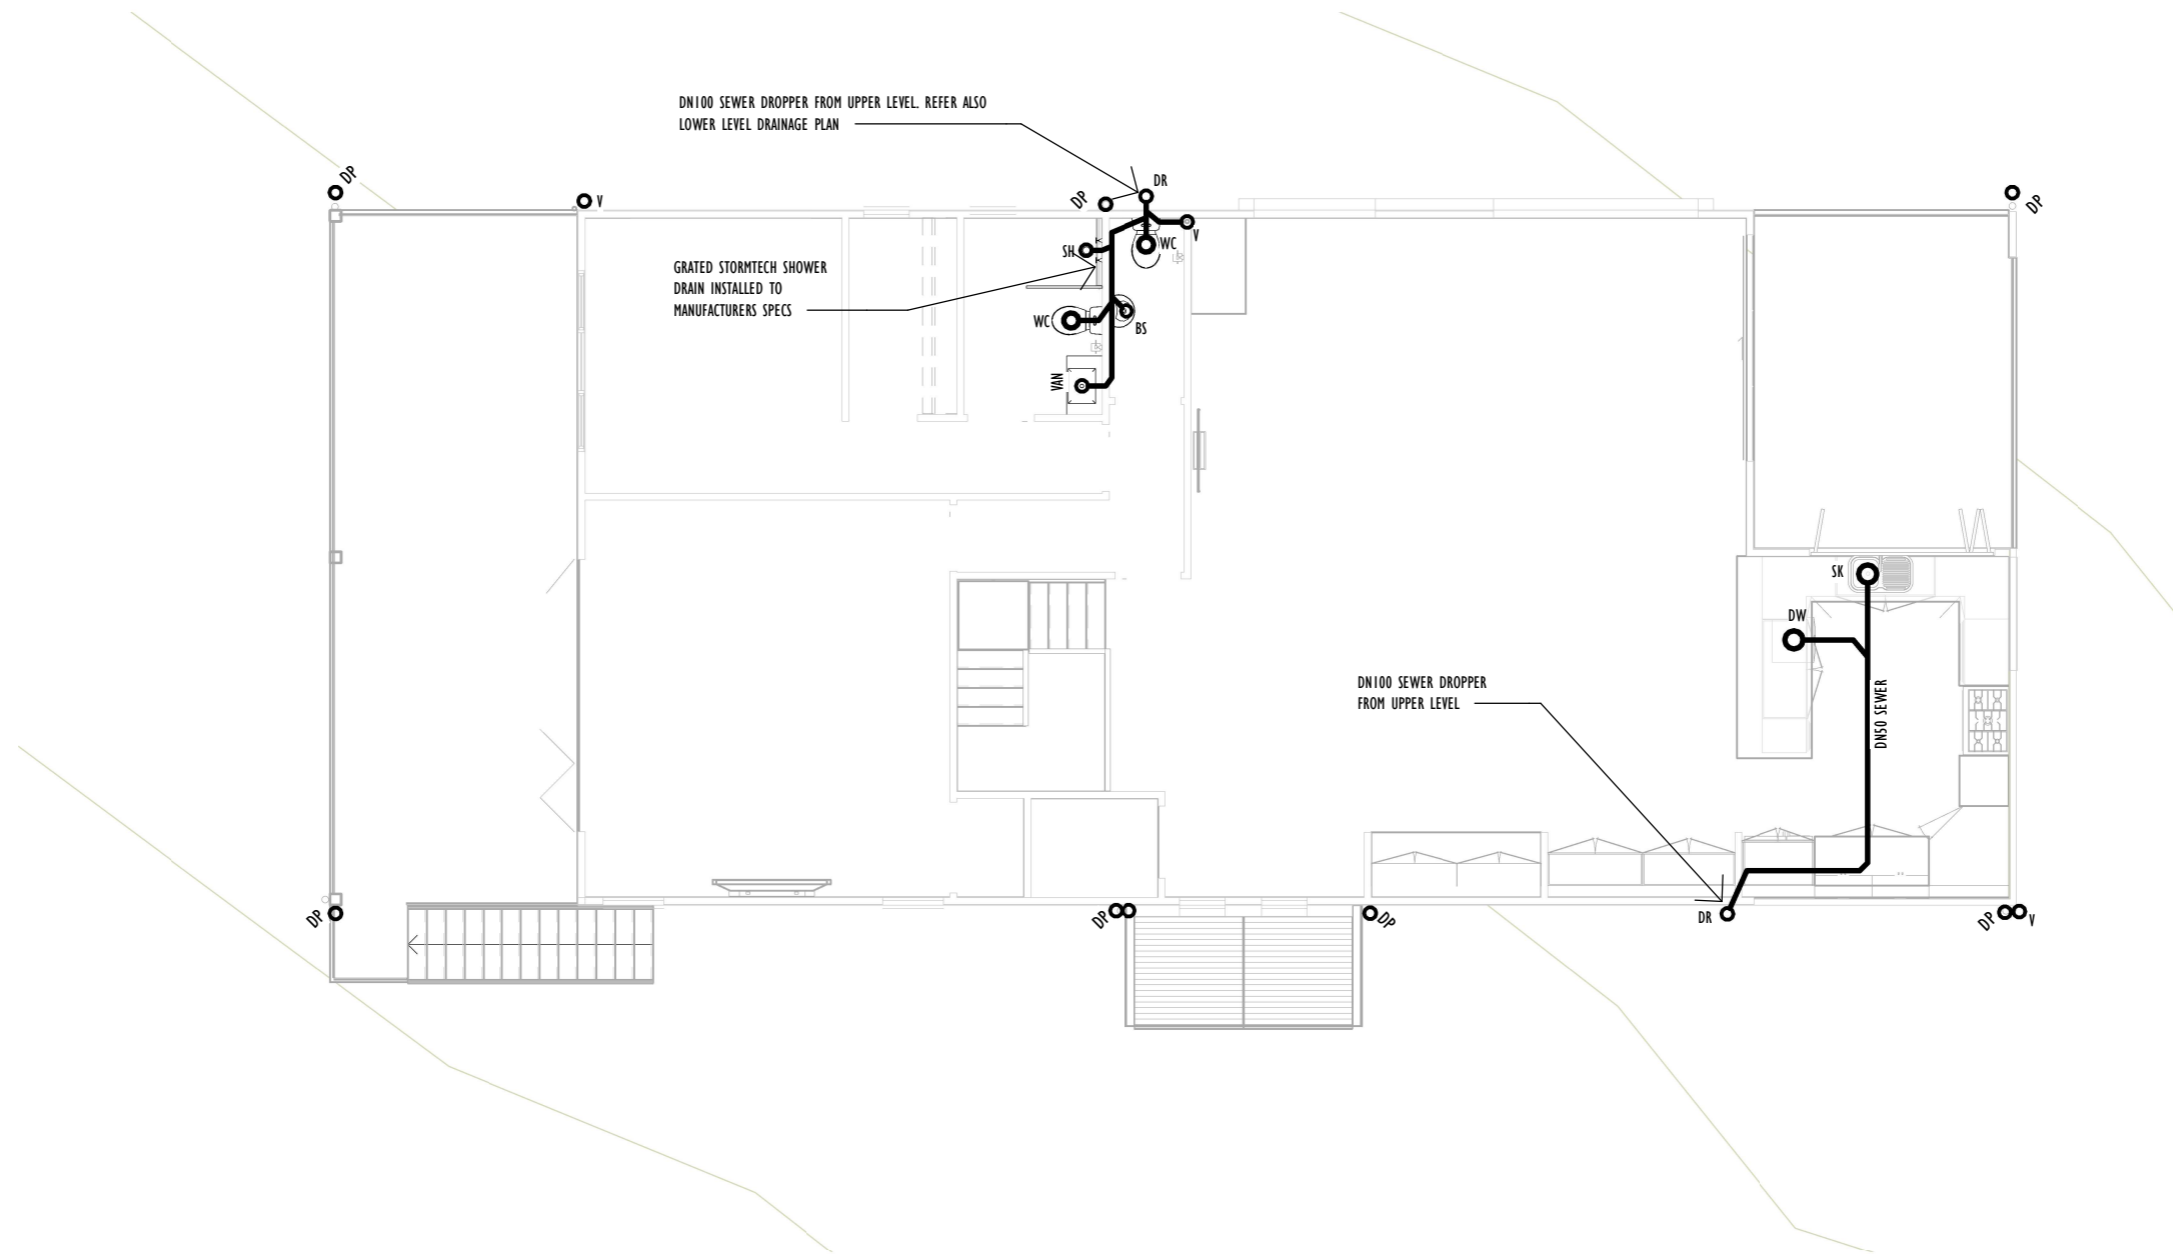 DN100 SEWER DROPPER FROM UPPER LEVEL. REFER ALSO
LOWER LEVEL DRAINAGE PLAN
DP
V
DP
DR
DP
SH
WC
V
GRATED STORMTECH SHOWER
DRAIN INSTALLED TO
MANUFACTURERS SPECS
WC
BS
VAN
SK
DW
DN50 SEWER
DN100 SEWER DROPPER
FROM UPPER LEVEL
DP
DP
DP
DR
DP
V